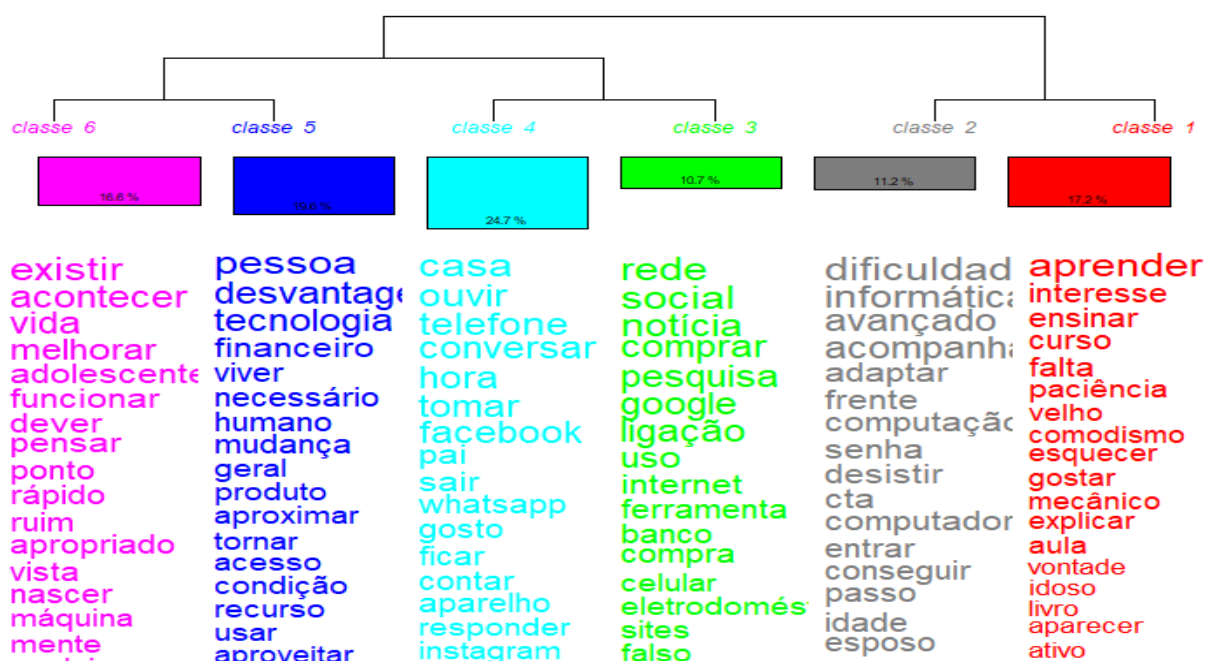 classe 6
classe 5
classe 4
classe 3
classe 2
classe 1
16.6 %
19.6 %
24.7 %
10.7 %
11.2 %
17.2 %
existir
acontecer
vida
melhorar
adolescente
funcionar
dever
pensar
ponto
rápido
ruim
apropriado
vista
nascer
máquina
mente
pessoa
desvantage
tecnologia
financeiro
viver
necessário
humano
mudança
geral
produto
aproximar
tornar
acesso
condição
recurso
usar
aproveitar
casa
ouvir
telefone
conversar
hora
tomar
facebook
pai
sair
whatsapp
gosto
ficar
contar
aparelho
responder
instagram
rede
social
notícia
comprar
pesquisa
google
ligação
uso
internet
ferramenta
banco
compra
celular
eletrodomés
sites
falso
dificuldad
informática
avançado
acompanha
adaptar
frente
computação
senha
desistir
cta
computador
entrar
conseguir
passo
idade
esposo
aprender
interesse
ensinar
curso
falta
paciência
velho
comodismo
esquecer
gostar
mecânico
explicar
aula
vontade
idoso
livro
aparecer
ativo